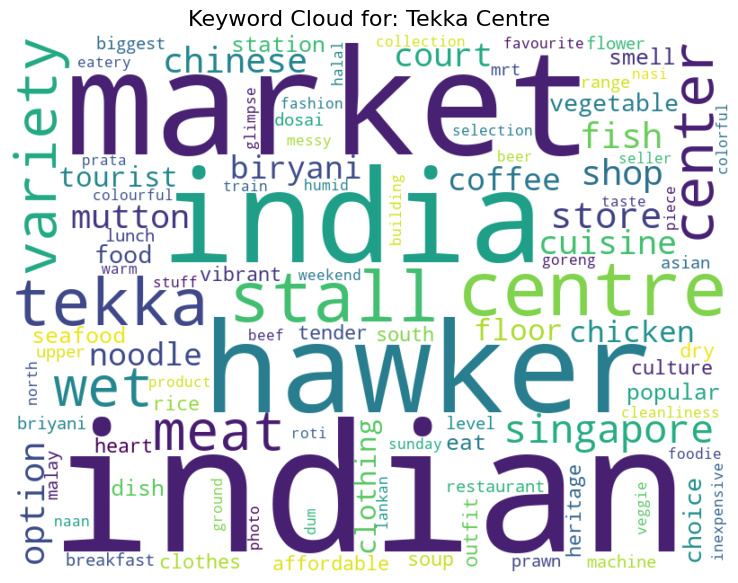 Keyword Cloud for: Tekka Centre
biggest
station
collection
favourite
flower
eatery
chinese
halal
court
mrt
smell
range
nasi
market
variety
glimpse
fashion
dosai
messy
selection
vegetable
fish
center
colorful
prata
biryani
beer
seller
tourist
train
humid
india
building
coffee
shop
taste
piece
colourful
mutton
store
lunch
food
cuisine
warm
stuff
vibrant
weekend
goreng
asian
tekka
stall
centre
seafood
beef
tender
south
floor
chicken
dry
upper
noodle
hawker
culture
north
wet
product
rice
popular
cleanliness
briyani
meat
roti
level
singapore
heart
sunday
eat
foodie
option
malay
indian
clothing
lankan
dish
ground
photo
restaurant
outfit
heritage
veggie
choice
inexpensive
naan
dum
breakfast
clothes
affordable
soup
prawn
machine